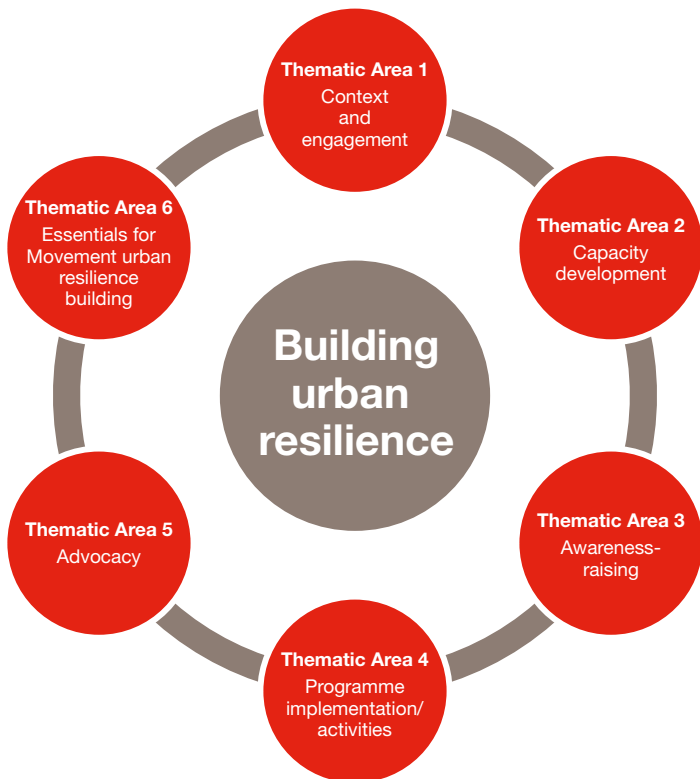 Thematic Area 1
Context
and
engagement
Thematic Area 2
Capacity
development
Thematic Area 3
Awareness-
raising
Thematic Area 4
Programme
implementation/
activities
Thematic Area 5
Advocacy
Thematic Area 6
Essentials for
Movement urban
resilience
building
Building
urban
resilience